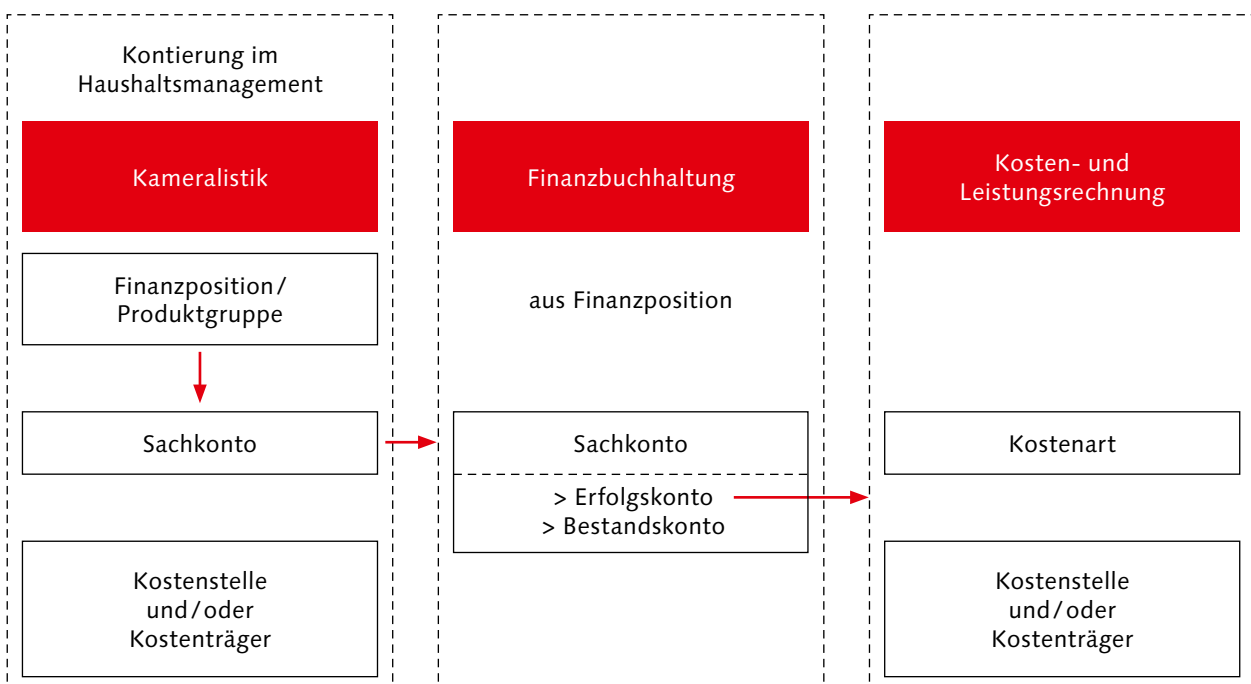 Kontierung im
Haushaltsmanagement
Kameralistik
Finanzposition/
Produktgruppe
Sachkonto
Kostenstelle
und/oder
Kostenträger
Finanzbuchhaltung
aus Finanzposition
Sachkonto
> Erfolgskonto
> Bestandskonto
Kosten- und
Leistungsrechnung
Kostenart
Kostenstelle
und/oder
Kostenträger